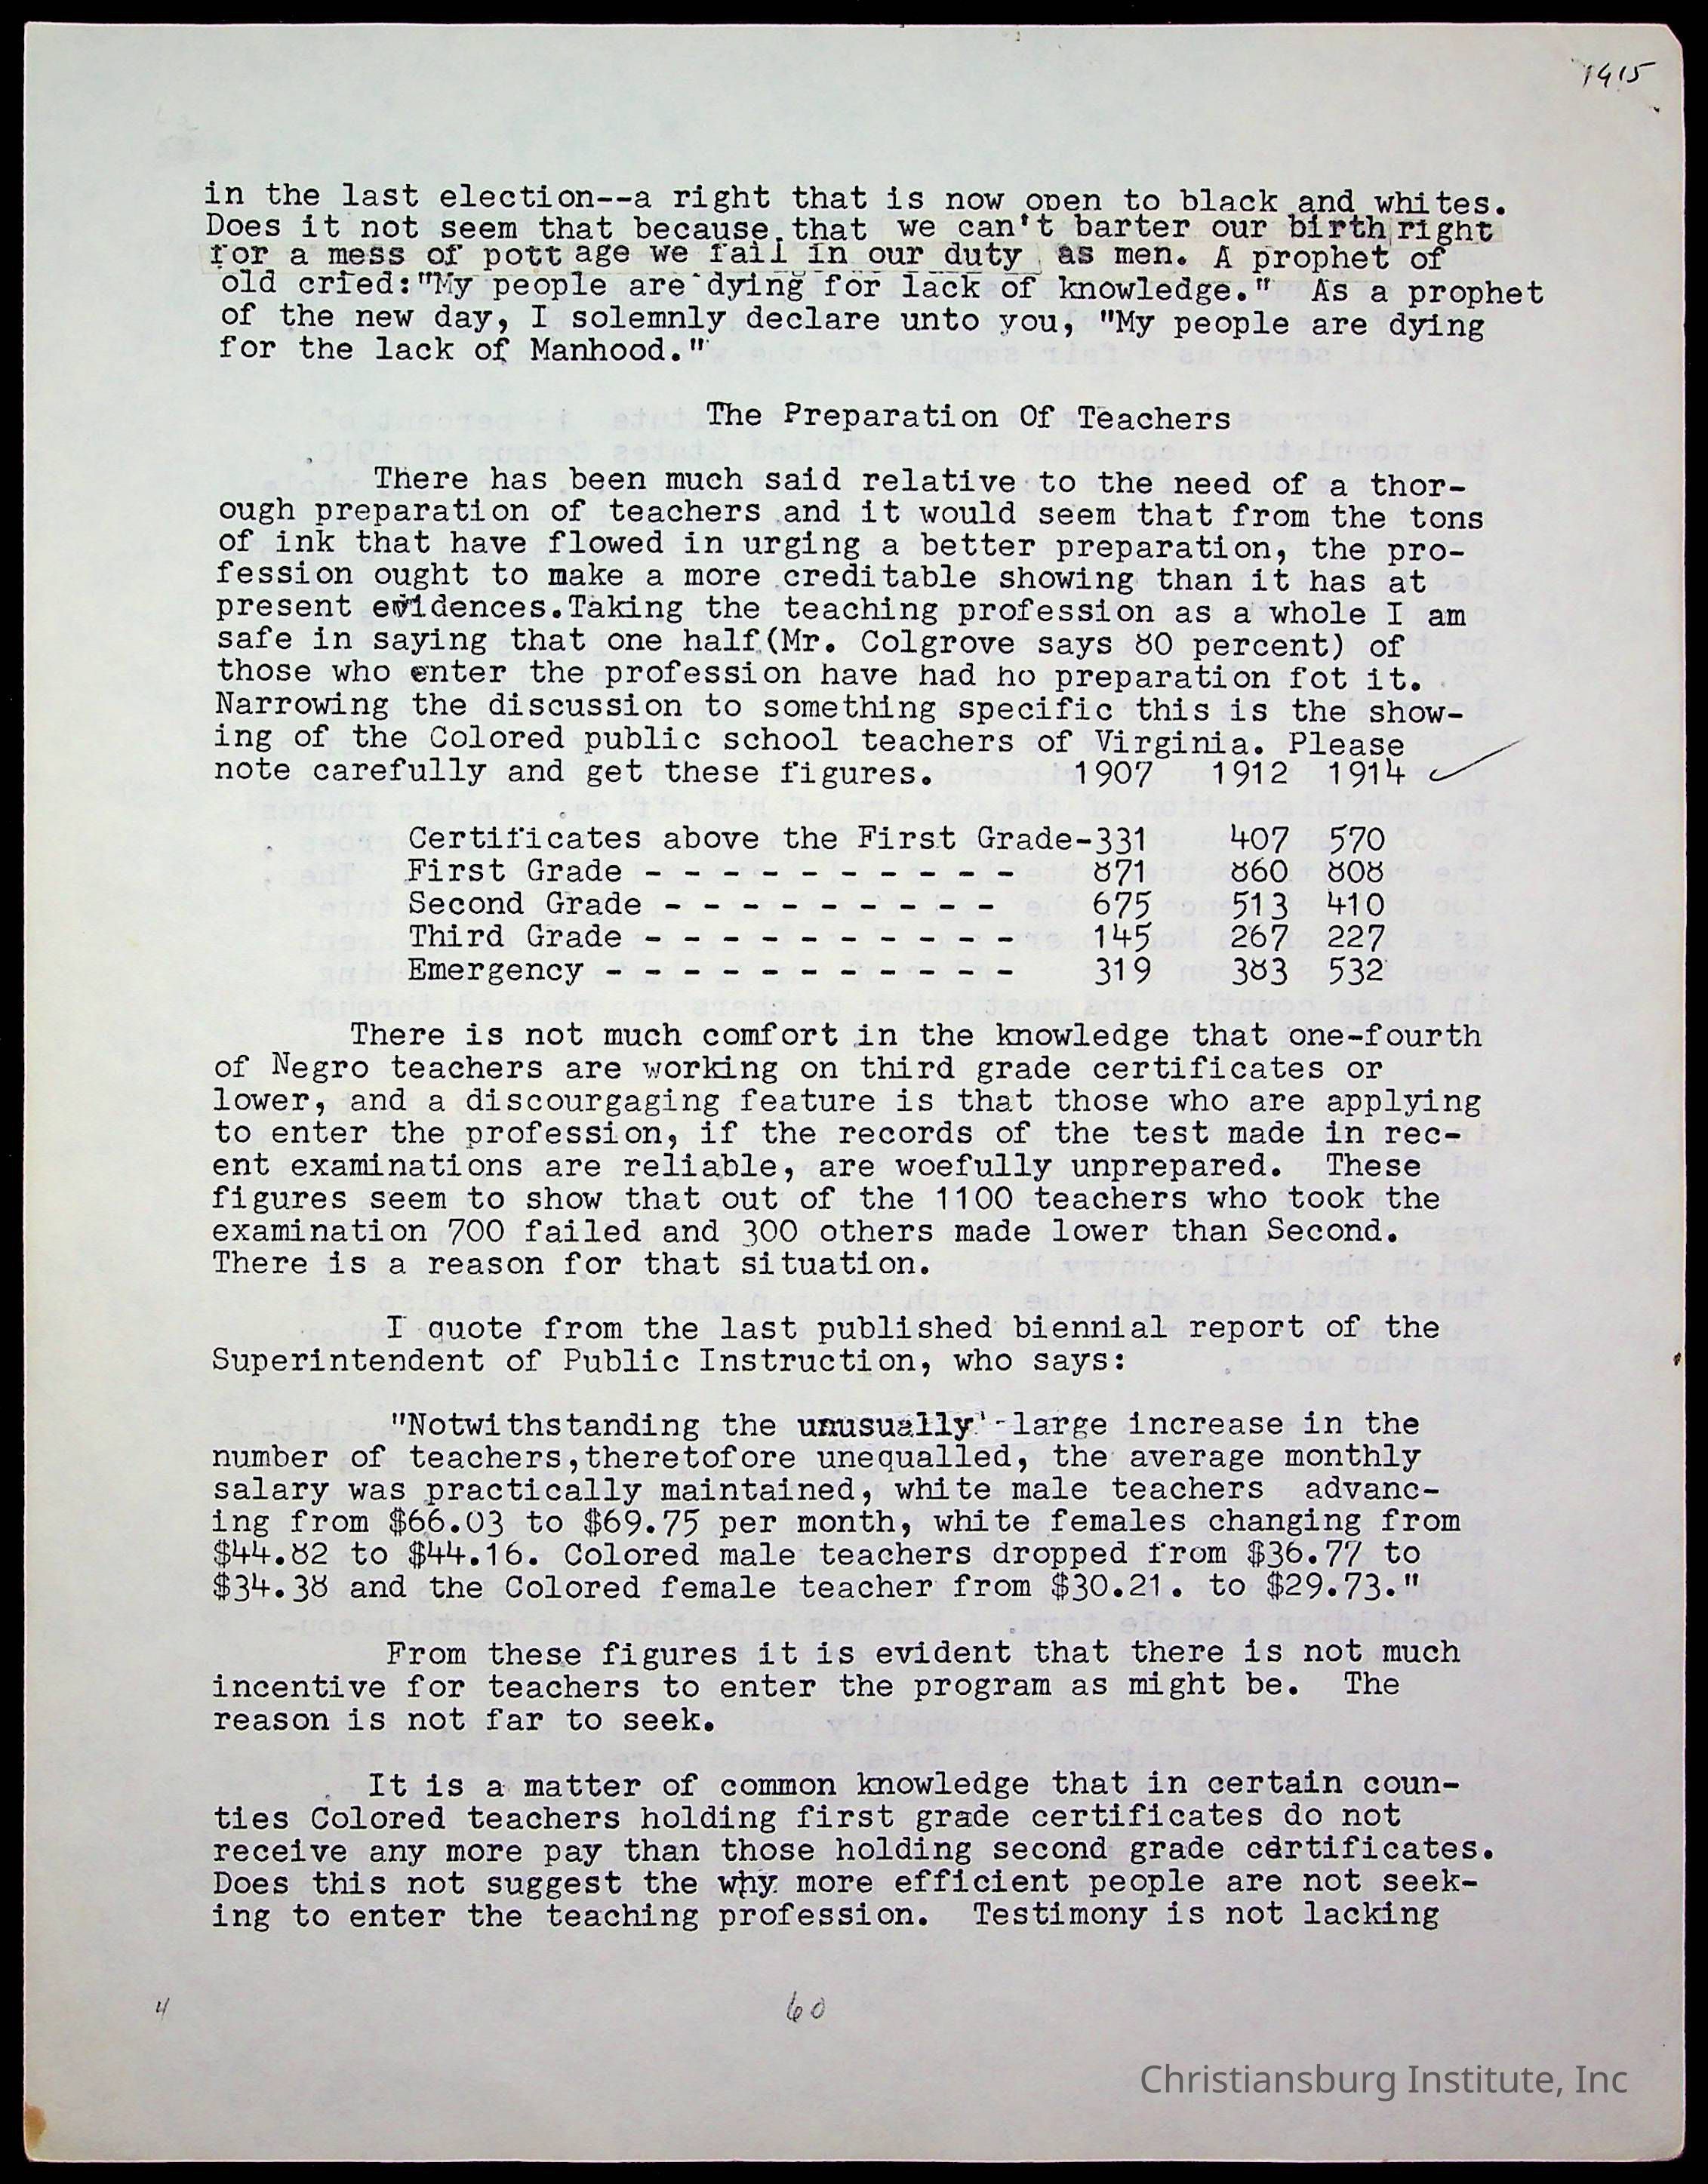 1915
in the last election--a right that is now open to black and whites.
Does it not seem that because that we can't barter our birthright
for a mess of pottage we fail in our duty as men. A prophet of
old cried:"My people are dying for lack of knowledge." As a prophet
of the new day, I solemnly declare unto you, "My people are dying
for the lack of Manhood."
The Preparation Of Teachers
There has been much said relative to the need of a thor-
ough preparation of teachers and it would seem that from the tons
of ink that have flowed in urging a better preparation, the pro-
fession ought to make a more creditable showing than it has at
present evidences.Taking the teaching profession as a whole I am
safe in saying that one half(Mr. Colgrove says 80 percent) of
those who enter the profession have had no preparation fot it.
Narrowing the discussion to something specific this is the show-
ing of the Colored public school teachers of Virginia. Please
note carefully and get these figures. 1907 1912 1914
Certificates above the First Grade-331 407 570
First Grade - - - - - - - - - - 871 860 808
Second Grade - - - - - - - - - 675 513 410
Third Grade - - - - - - - - - - 145 267 227
Emergency - - - - - - - - - - - 319 383 532
There is not much comfort in the knowledge that one-fourth
of Negro teachers are working on third grade certificates or
lower, and a discourgaging feature is that those who are applying
to enter the profession, if the records of the test made in rec-
ent examinations are reliable, are woefully unprepared. These
figures seem to show that out of the 1100 teachers who took the
examination 700 failed and 300 others made lower than Second.
There is a reason for that situation.
I quote from the last published biennial report of the
Superintendent of Public Instruction, who says:
"Notwithstanding the unusually large increase in the
number of teachers,theretofore unequalled, the average monthly
salary was practically maintained, white male teachers advanc-
ing from $66.03 to $69.75 per month, white females changing from
$44.82 to $44.16. Colored male teachers dropped from $36.77 to
$34.38 and the Colored female teacher from $30.21. to $29.73."
From these figures it is evident that there is not much
incentive for teachers to enter the program as might be. The
reason is not far to seek.
It is a matter of common knowledge that in certain coun-
ties Colored teachers holding first grade certificates do not
receive any more pay than those holding second grade certificates.
Does this not suggest the why more efficient people are not seek-
ing to enter the teaching profession. Testimony is not lacking
4 60
Christiansburg Institute, Inc